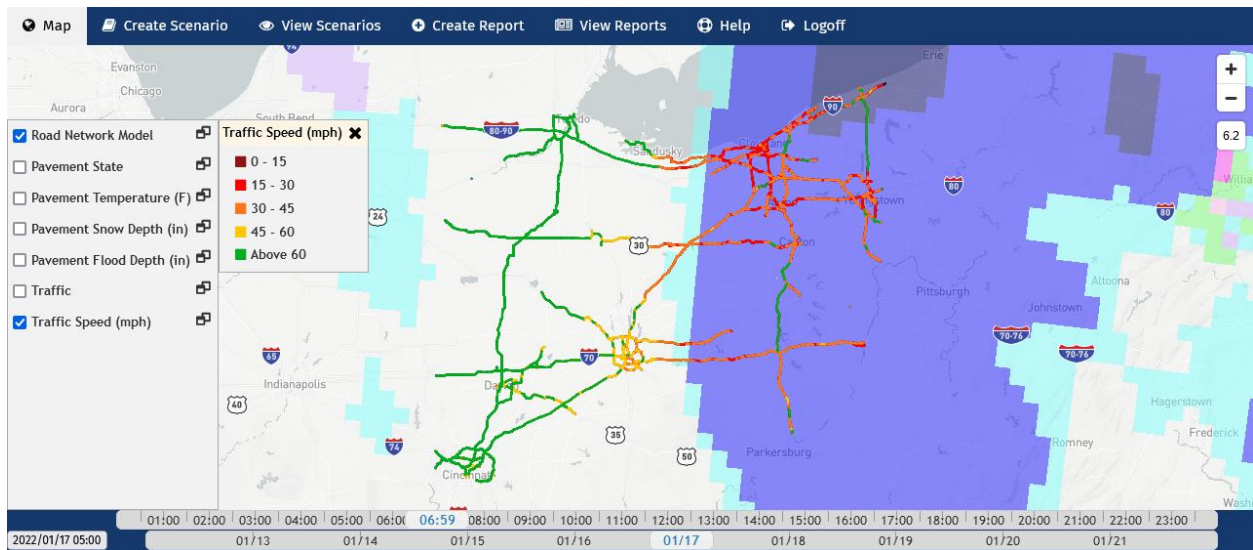 Map Create Scenario View Scenarios Create Report View Reports Help Logoff
94
Evanston
Chicago
Erie
Aurora
South Bend
+
−
6.2
Road Network Model
Pavement State
Pavement Temperature (F)
Pavement Snow Depth (in)
Pavement Flood Depth (in)
Traffic
Traffic Speed (mph)
Traffic Speed (mph)
0 - 15
15 - 30
30 - 45
45 - 60
Above 60
80-90
90
Sandusky
80
80
24
30
Canton
Pittsburgh
Altoona
Johnstown
70-76
70-76
65
70
Indianapolis
40
74
35
50
Parkersburg
Hagerstown
Frederick
Romney
01:00 02:00 03:00 04:00 05:00 06:00 06:59 08:00 09:00 10:00 11:00 12:00 13:00 14:00 15:00 16:00 17:00 18:00 19:00 20:00 21:00 22:00 23:00
2022/01/17 05:00 01/13 01/14 01/15 01/16 01/17 01/18 01/19 01/20 01/21